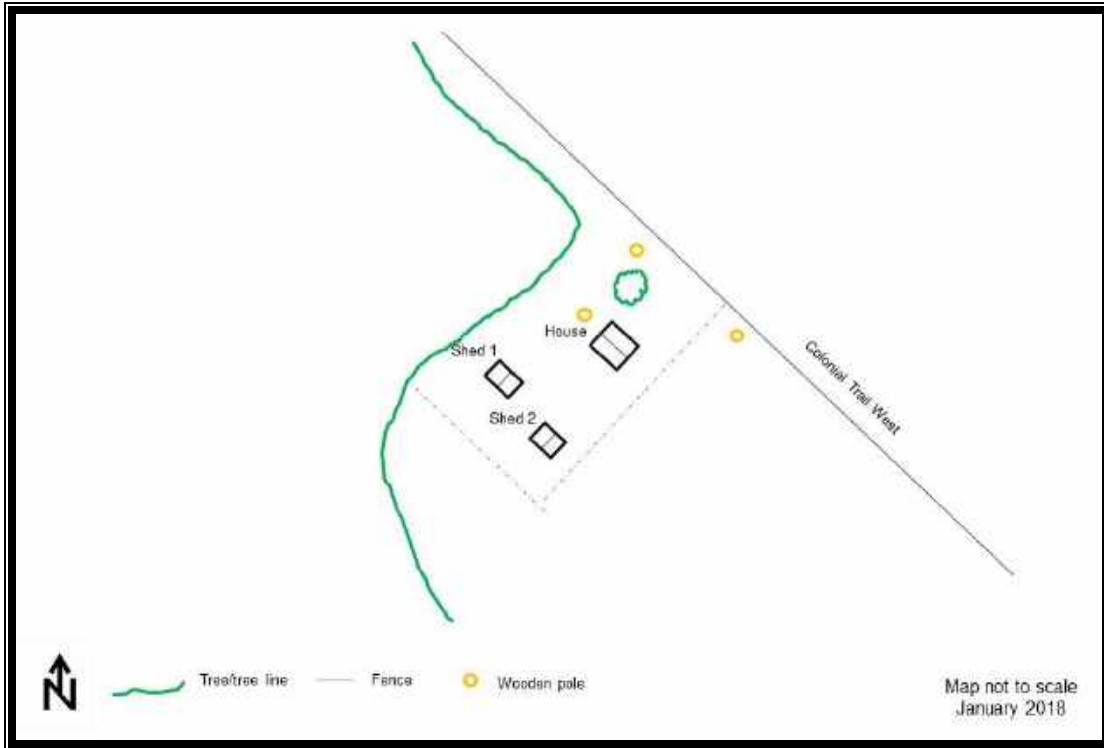 House
Shed 1
Shed 2
Colonial Trail West
N
Tree/tree line
Fence
Wooden pole
Map not to scale
January 2018